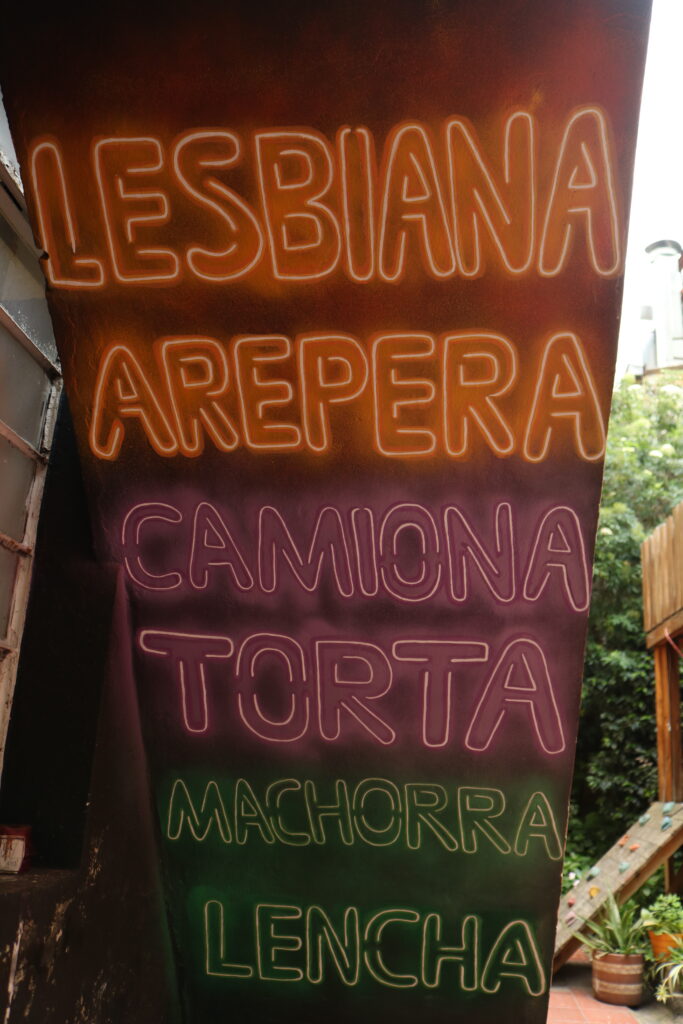 LESBIANA
AREPERA
CAMIONA
TORTA
MACHORRA
LENCHA